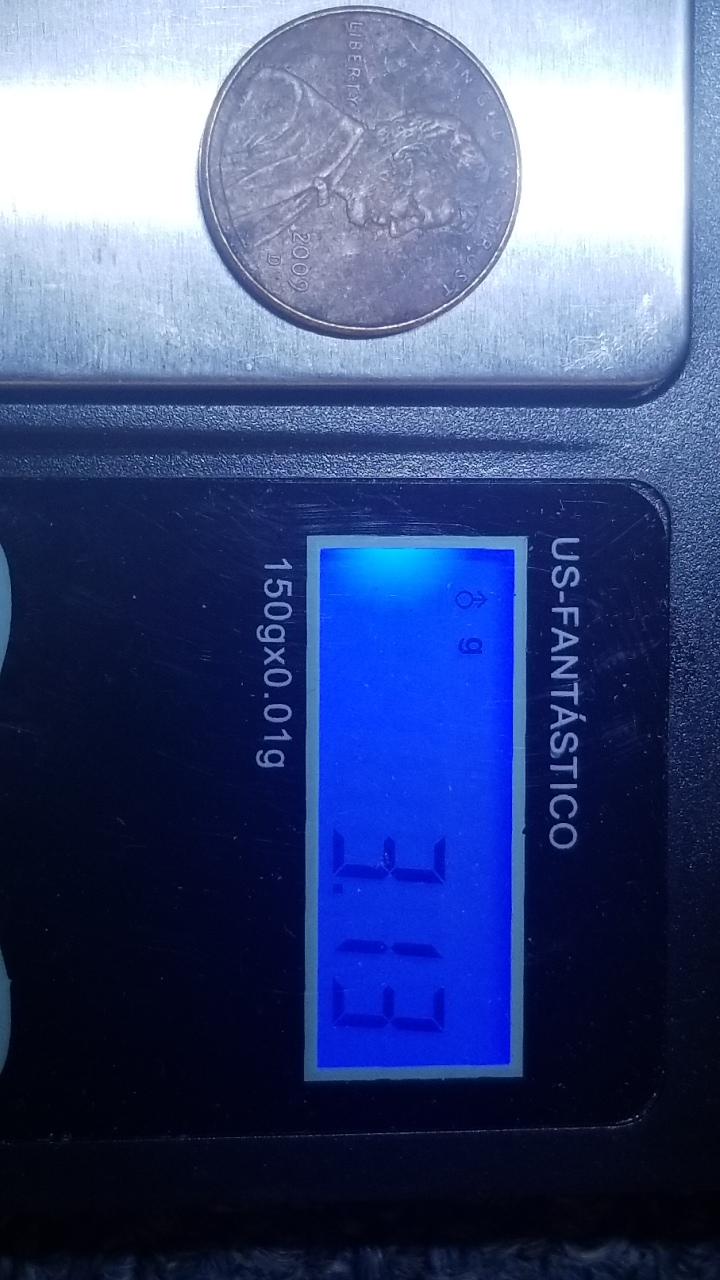 IN GOD WE TRUST
LIBERTY
2009
D
US-FANTÁSTICO
g
3.13
150gx0.01g